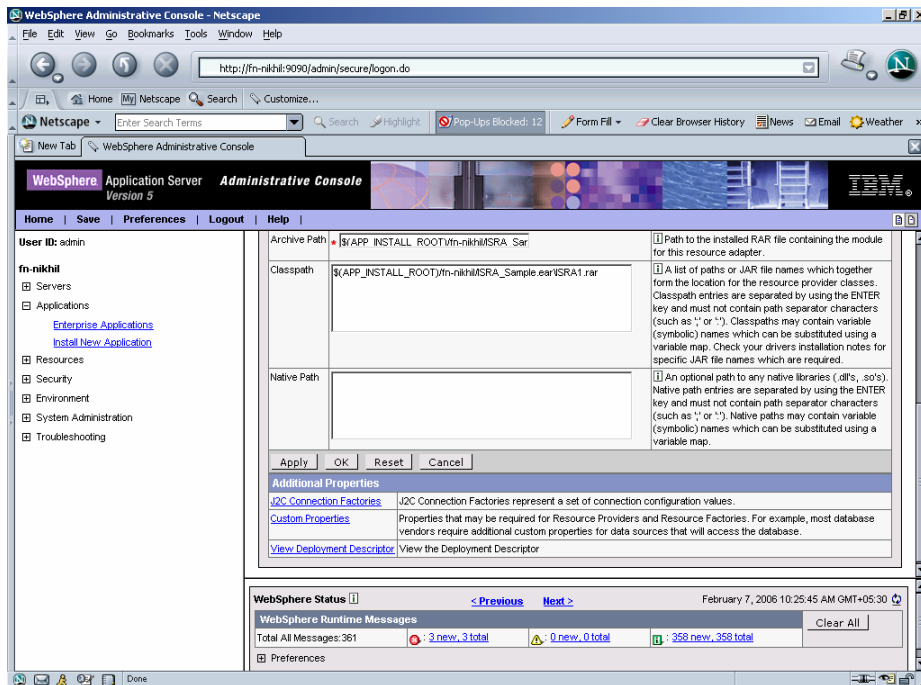 WebSphere Administrative Console - Netscape
File Edit View Go Bookmarks Tools Window Help
http://fn-nikhil:9090/admin/secure/logon.do
Home My Netscape Search Customize...
Netscape Enter Search Terms Search Highlight Pop-Ups Blocked: 12 Form Fill Clear Browser History News Email Weather »
New Tab WebSphere Administrative Console
WebSphere Application Server Administrative Console
Version 5
IBM
Home | Save | Preferences | Logout | Help |
User ID: admin
fn-nikhil
Servers
Applications
Enterprise Applications
Install New Application
Resources
Security
Environment
System Administration
Troubleshooting
Archive Path * $(APP_INSTALL_ROOT)/fn-nikhil/ISRA_Sar
Path to the installed RAR file containing the module
for this resource adapter.
Classpath
$(APP_INSTALL_ROOT)/fn-nikhil/ISRA_Sample.ear\ISRA1.rar
A list of paths or JAR file names which together
form the location for the resource provider classes.
Classpath entries are separated by using the ENTER
key and must not contain path separator characters
(such as ';' or ':'). Classpaths may contain variable
(symbolic) names which can be substituted using a
variable map. Check your drivers installation notes for
specific JAR file names which are required.
Native Path
An optional path to any native libraries (.dll's, .so's).
Native path entries are separated by using the ENTER
key and must not contain path separator characters
(such as ';' or ':'). Native paths may contain variable
(symbolic) names which can be substituted using a
variable map.
Apply OK Reset Cancel
Additional Properties
J2C Connection Factories J2C Connection Factories represent a set of connection configuration values.
Custom Properties Properties that may be required for Resource Providers and Resource Factories. For example, most database
vendors require additional custom properties for data sources that will access the database.
View Deployment Descriptor View the Deployment Descriptor
WebSphere Status < Previous Next > February 7, 2006 10:25:45 AM GMT+05:30
WebSphere Runtime Messages Clear All
Total All Messages:361 : 3 new, 3 total : 0 new, 0 total : 358 new, 358 total
Preferences
Done